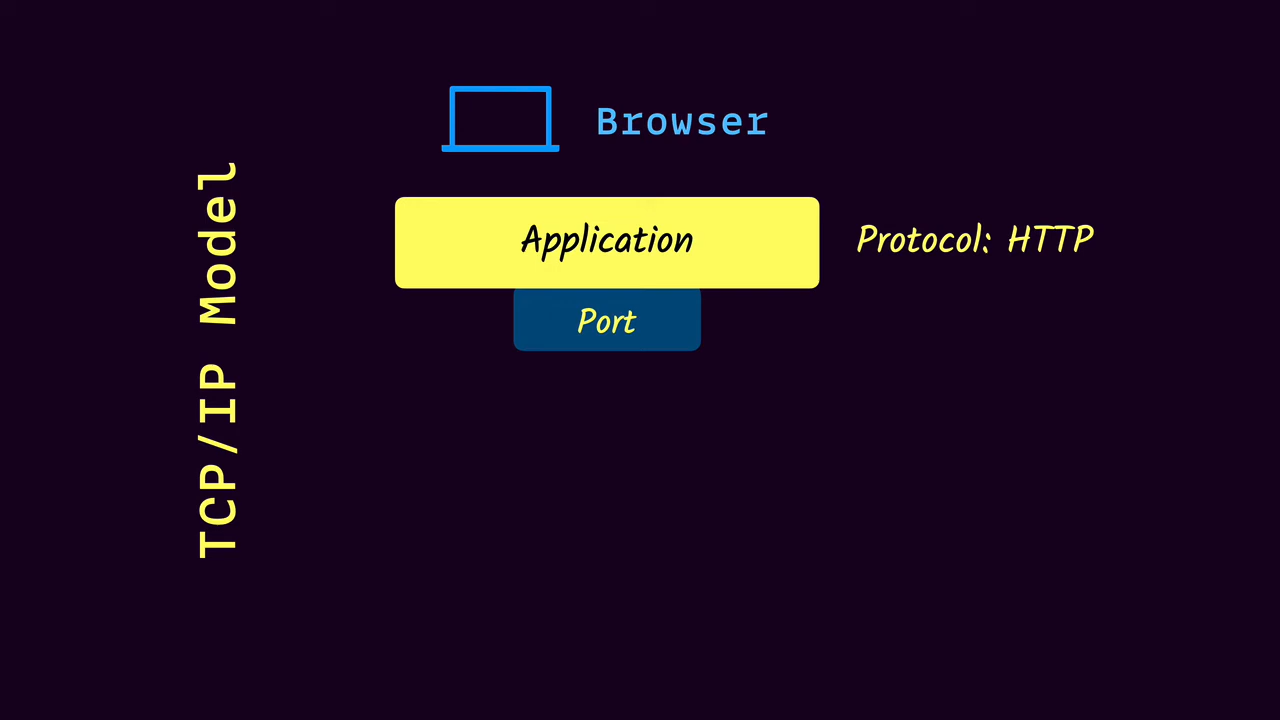 TCP/IP Model
Browser
Application
Protocol: HTTP
Port